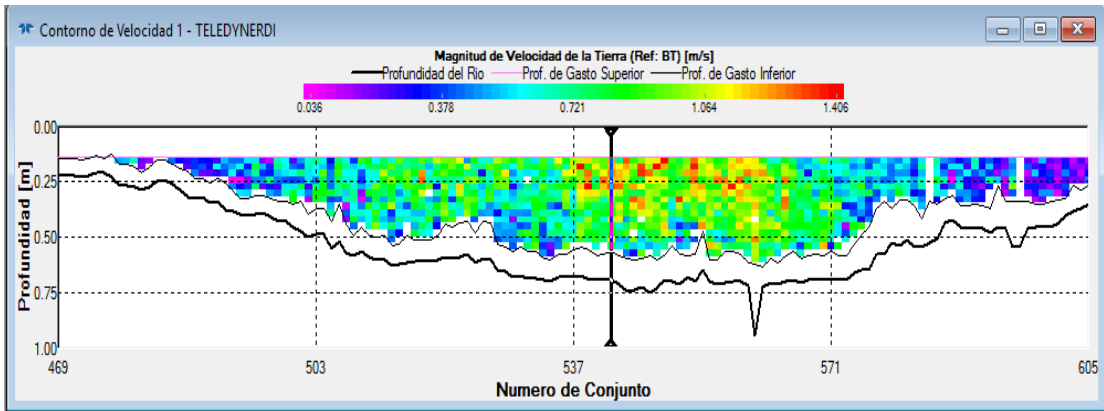 Contorno de Velocidad 1 - TELEDYNERDI
Magnitud de Velocidad de la Tierra (Ref: BT) [m/s]
Profundidad del Rio Prof. de Gasto Superior Prof. de Gasto Inferior
0.036 0.378 0.721 1.064 1.406
Profundidad [m]
0.00
0.25
0.50
0.75
1.00
469 503 537 571 605
Numero de Conjunto